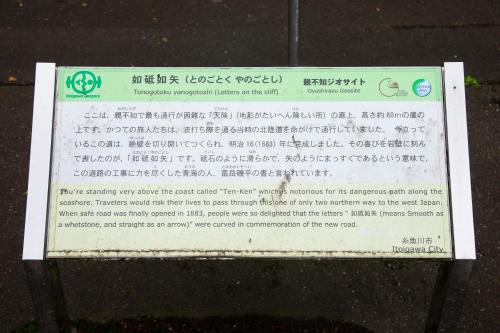 如砥如矢（とのごとく やのごとし）
Tonogotoku yanogotoshi (Letters on the cliff)
親不知ジオサイト
Oyashirazu Geosite
Itoigawa Geopark
ここは、親不知で最も通行が困難な「天険」（地形がたいへん険しい所）の真上、高さ約80mの崖の
上です。かつての旅人たちは、波打ち際を通る当時の北陸道を命がけで通行していました。今立って
いるこの道は、絶壁を切り開いてつくられ、明治16(1883) 年に完成しました。その喜びを岩壁に刻ん
で表したのが、「如砥如矢」です。砥石のように滑らかで、矢のようにまっすぐであるという意味で、
この道路の工事に力を尽くした青海の人、富岳磯平の書と言われています。
You're standing very above the coast called "Ten-Ken" which is notorious for its dangerous path along the
seashore. Travelers would risk their lives to pass through this one of only two northern way to the west Japan.
When safe road was finally opened in 1883, people were so delighted that the letters " 如砥如矢 (means Smooth as
a whetstone, and straight as an arrow)" were curved in commemoration of the new road.
糸魚川市
Itoigawa City